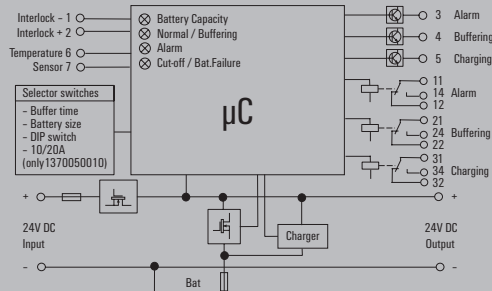 Interlock – 1
Interlock + 2
Temperature 6
Sensor 7
Battery Capacity
Normal / Buffering
Alarm
Cut-off / Bat.Failure
µC
Selector switches
– Buffer time
– Battery size
– DIP switch
– 10/20A
(only1370050010)
3 Alarm
4 Buffering
5 Charging
11
14 Alarm
12
21
24 Buffering
22
31
34 Charging
32
+
+
24V DC
Input
Charger
24V DC
Output
–
–
Bat